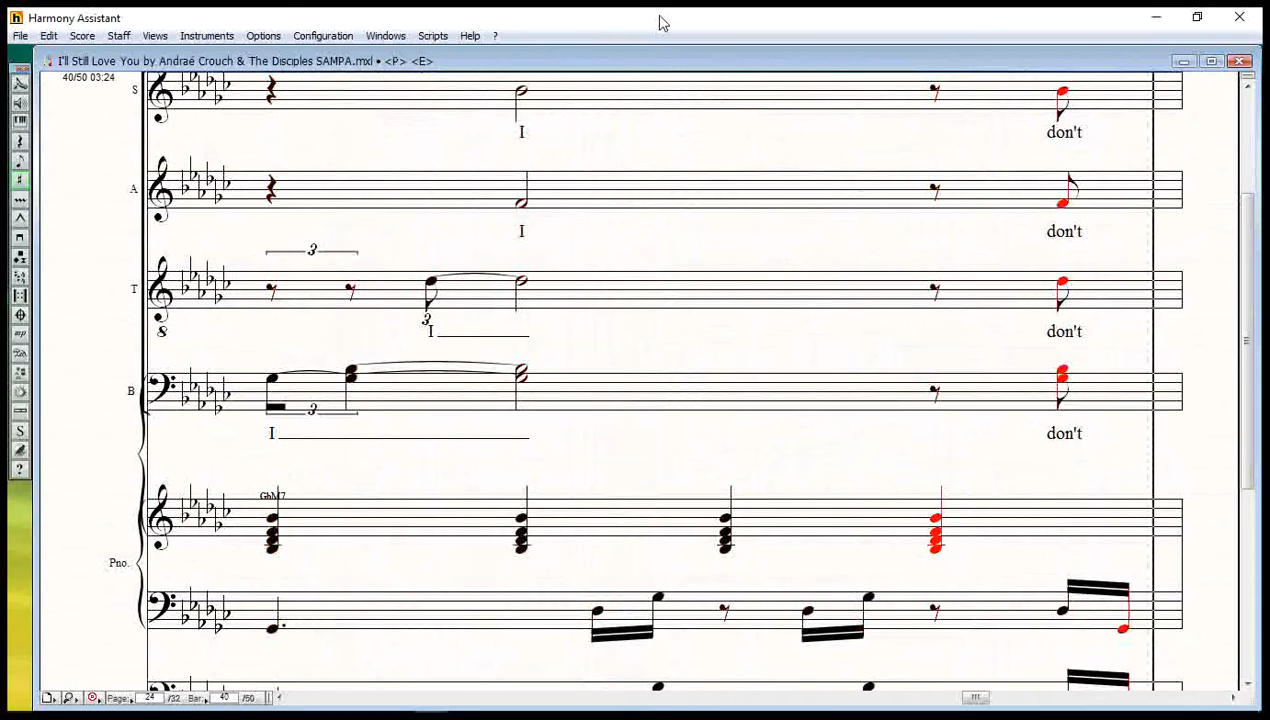 Harmony Assistant
File Edit Score Staff Views Instruments Options Configuration Windows Scripts Help ?
I'll Still Love You by Andraé Crouch & The Discples SAMPA.mxl • <P> <E>
40/50 03:24
S
I don't
A
I don't
3
T
8
3
I don't
B
3
I don't
GbM7
Pno.
Page: 24 /32 Bar: 40 /50